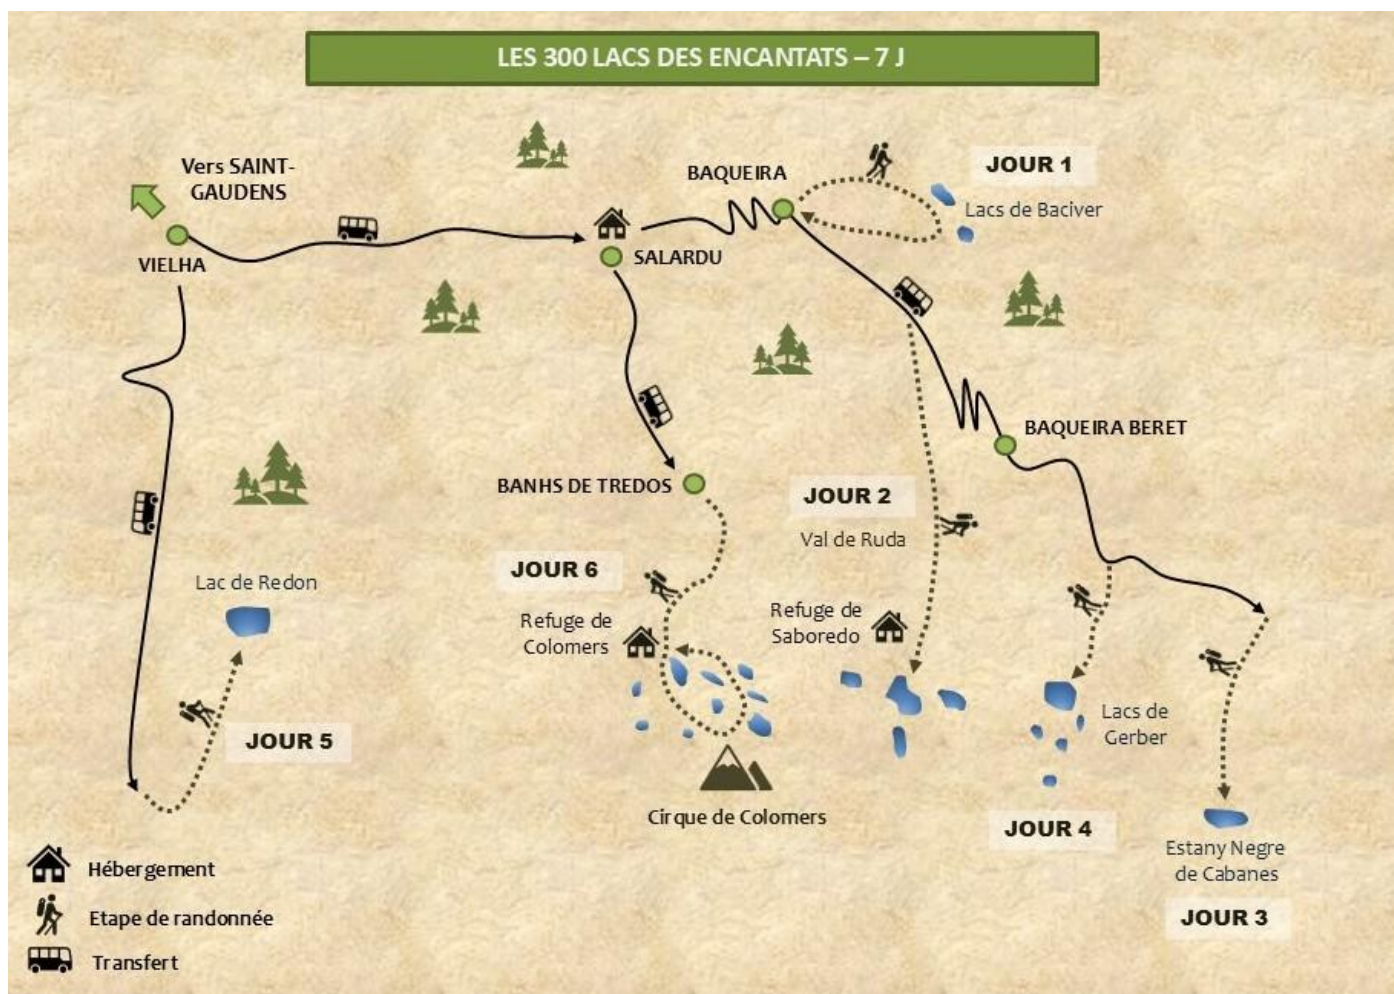 LES 300 LACS DES ENCANTATS – 7 J
Vers SAINT-
GAUDENS
VIELHA
SALARDU
BAQUEIRA
JOUR 1
Lacs de Baciver
BAQUEIRA BERET
BANHS DE TREDOS
JOUR 2
Val de Ruda
JOUR 6
Refuge de
Colomers
Refuge de
Saboredo
Lac de Redon
JOUR 5
Cirque de Colomers
Lacs de
Gerber
JOUR 4
Estany Negre
de Cabanes
JOUR 3
Hébergement
Etape de randonnée
Transfert